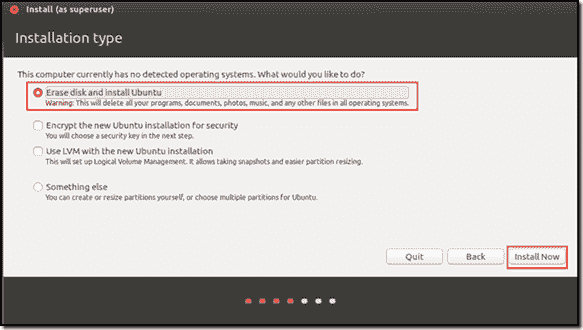 Install (as superuser)
Installation type
This computer currently has no detected operating systems. What would you like to do?
Erase disk and install Ubuntu
Warning: This will delete all your programs, documents, photos, music, and any other files in all operating systems.
Encrypt the new Ubuntu installation for security
You will choose a security key in the next step.
Use LVM with the new Ubuntu installation
This will set up Logical Volume Management. It allows taking snapshots and easier partition resizing.
Something else
You can create or resize partitions yourself, or choose multiple partitions for Ubuntu.
Quit Back Install Now